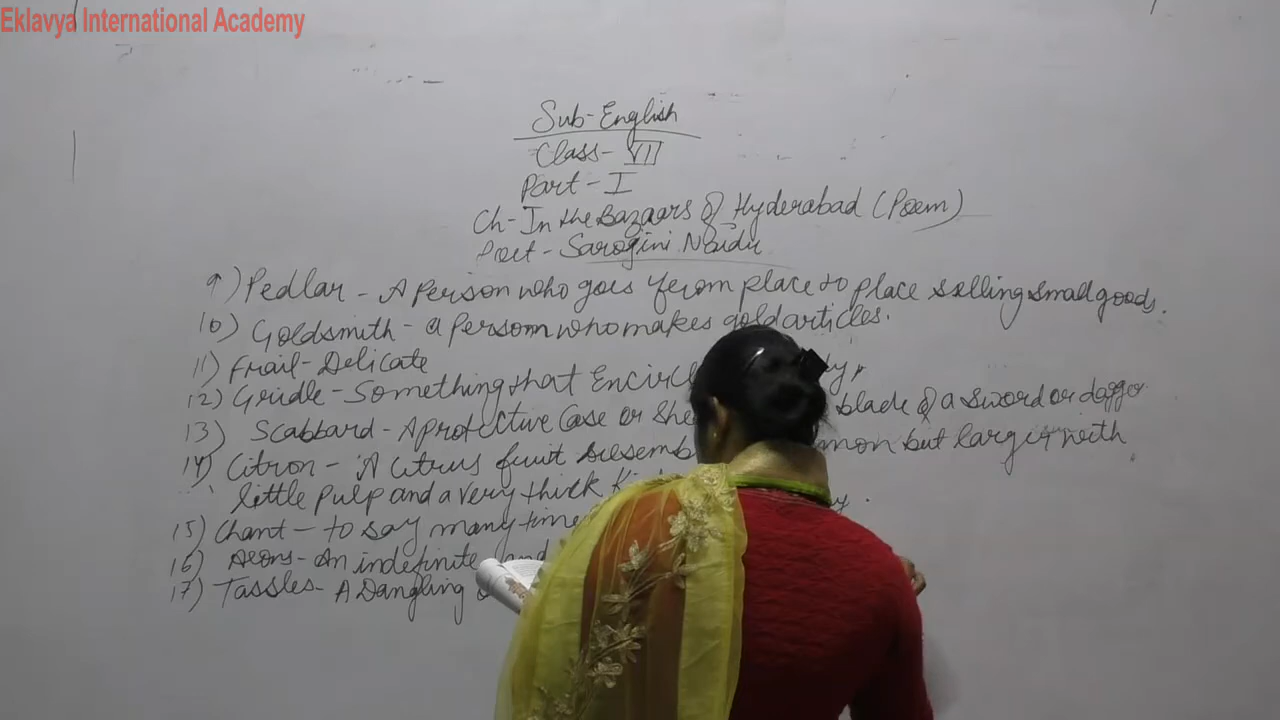 Eklavya International Academy
Sub-English
Class- VII
Part-I
Ch-In the Bazaars of Hyderabad (Poem)
Poet- Sarogini Naidu
9) Pedlar - A Person who goes from place to place selling small goods.
10) Goldsmith - a person who makes gold articles.
11) Frail-Delicate
12) Gridle-Something that Encircl
13) Scabbard- A protective Case or She blade of a sword or dagger
14) Citron - A citrus fruit resemb mon but larger with
little pulp and a very thick
15) Chant - to say many time
16) Aeons- An indefinite and
17) Tassles- A Dangling